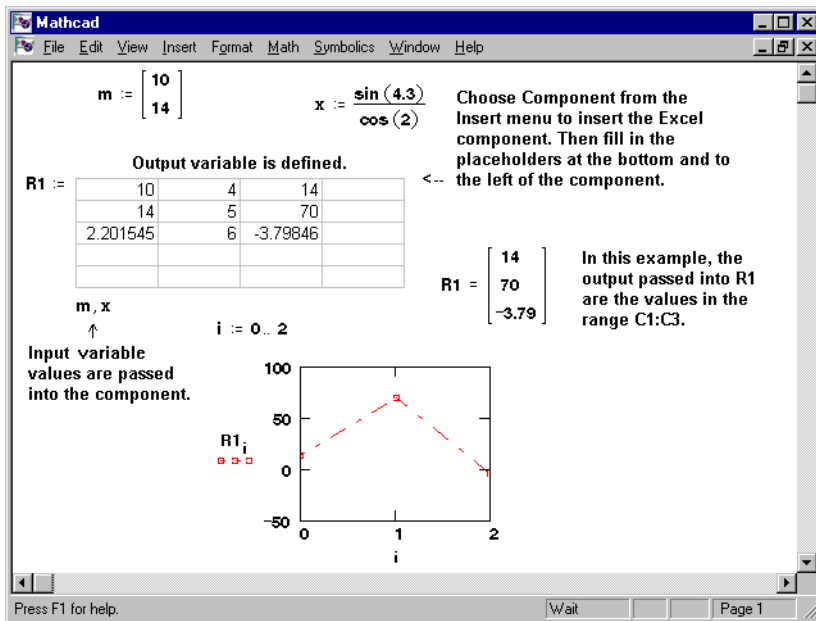 Mathcad
File Edit View Insert Format Math Symbolics Window Help
m := [10
14]
x := sin (4.3)
cos (2)
Choose Component from the
Insert menu to insert the Excel
component. Then fill in the
placeholders at the bottom and to
<-- the left of the component.
Output variable is defined.
R1 :=
10 4 14
14 5 70
2.201545 6 -3.79846
m , x
↑
Input variable
values are passed
into the component.
R1 = [14
70
-3.79]
In this example, the
output passed into R1
are the values in the
range C1:C3.
i := 0 .. 2
R1i
100
50
0
-50
0 1 2
i
Press F1 for help. Wait Page 1